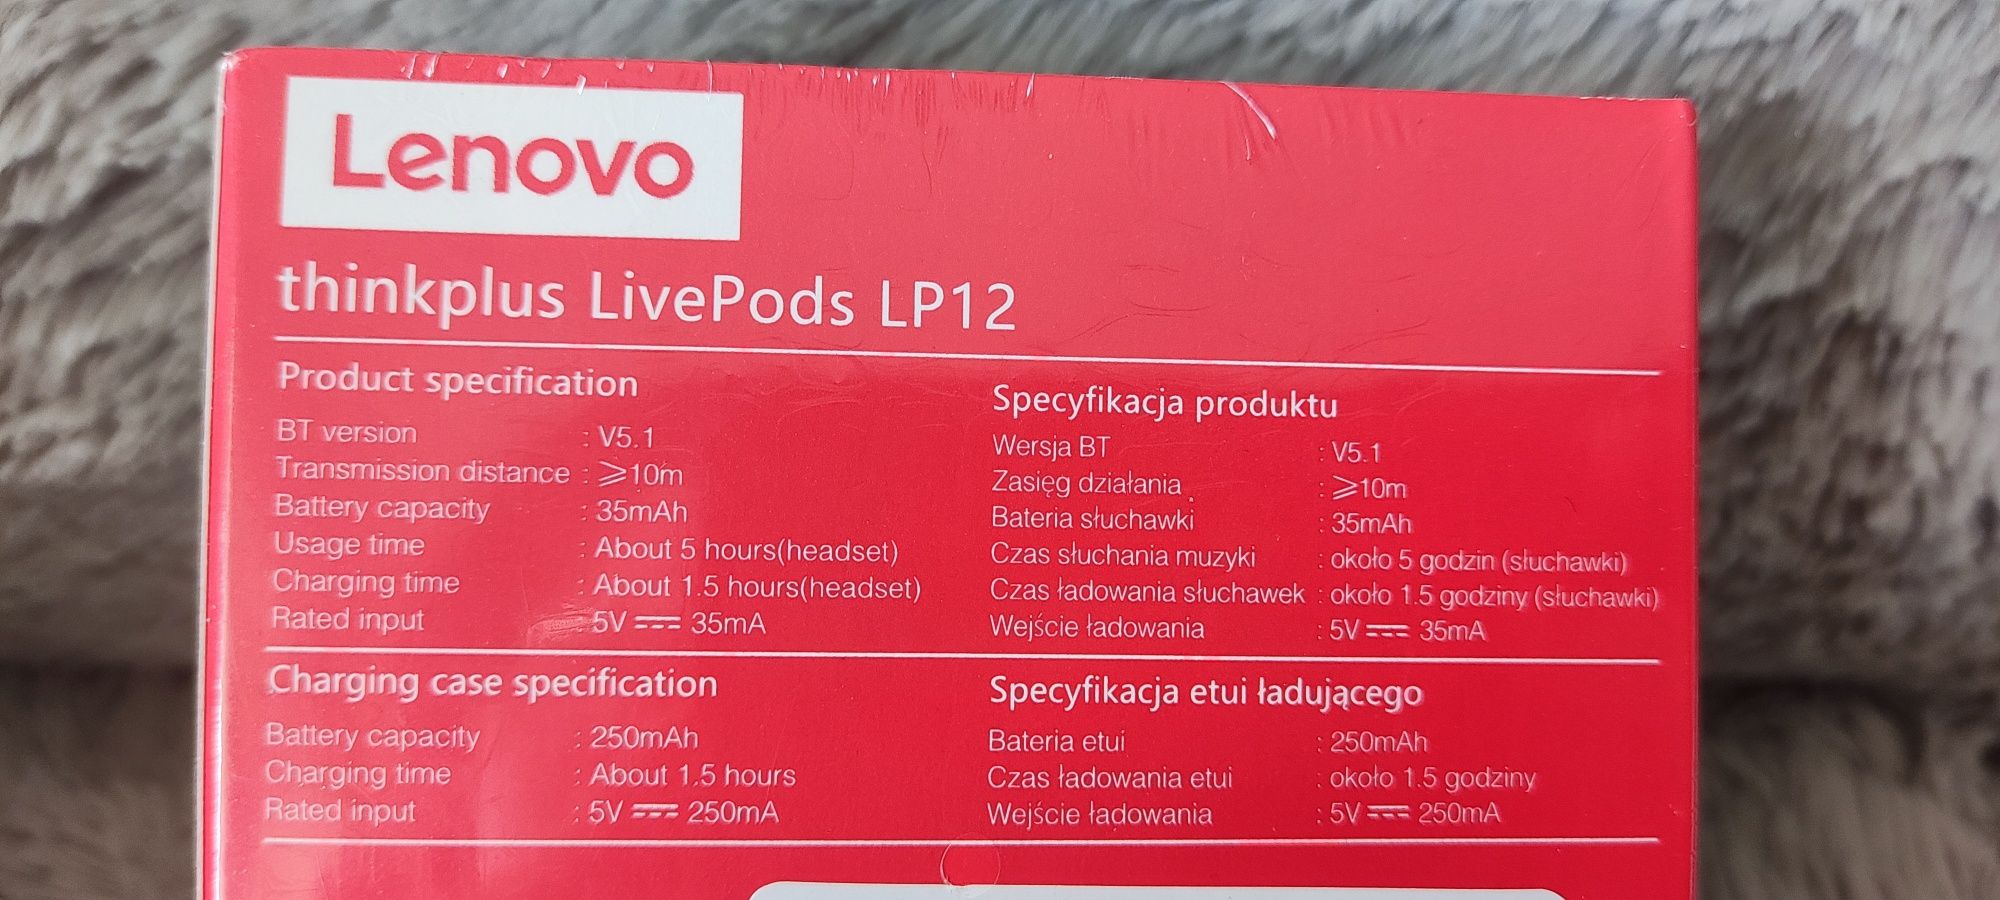 Lenovo
thinkplus LivePods LP12
Product specification
BT version : V5.1
Transmission distance : ⩾10m
Battery capacity : 35mAh
Usage time : About 5 hours(headset)
Charging time : About 1.5 hours(headset)
Rated input : 5V ⎓ 35mA
Specyfikacja produktu
Wersja BT : V5.1
Zasięg działania : ⩾10m
Bateria słuchawki : 35mAh
Czas słuchania muzyki : około 5 godzin (słuchawki)
Czas ładowania słuchawek : około 1.5 godziny (słuchawki)
Wejście ładowania : 5V ⎓ 35mA
Charging case specification
Battery capacity : 250mAh
Charging time : About 1.5 hours
Rated input : 5V ⎓ 250mA
Specyfikacja etui ładującego
Bateria etui : 250mAh
Czas ładowania etui : około 1.5 godziny
Wejście ładowania : 5V ⎓ 250mA